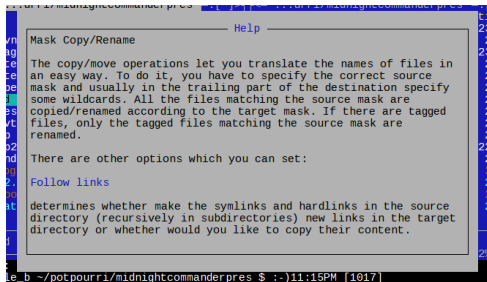 Help
Mask Copy/Rename
The copy/move operations let you translate the names of files in
an easy way. To do it, you have to specify the correct source
mask and usually in the trailing part of the destination specify
some wildcards. All the files matching the source mask are
copied/renamed according to the target mask. If there are tagged
files, only the tagged files matching the source mask are
renamed.
There are other options which you can set:
Follow links
determines whether make the symlinks and hardlinks in the source
directory (recursively in subdirectories) new links in the target
directory or whether would you like to copy their content.
le_b ~/potpourri/midnightcommanderpres $ :-)11:15PM [1017]